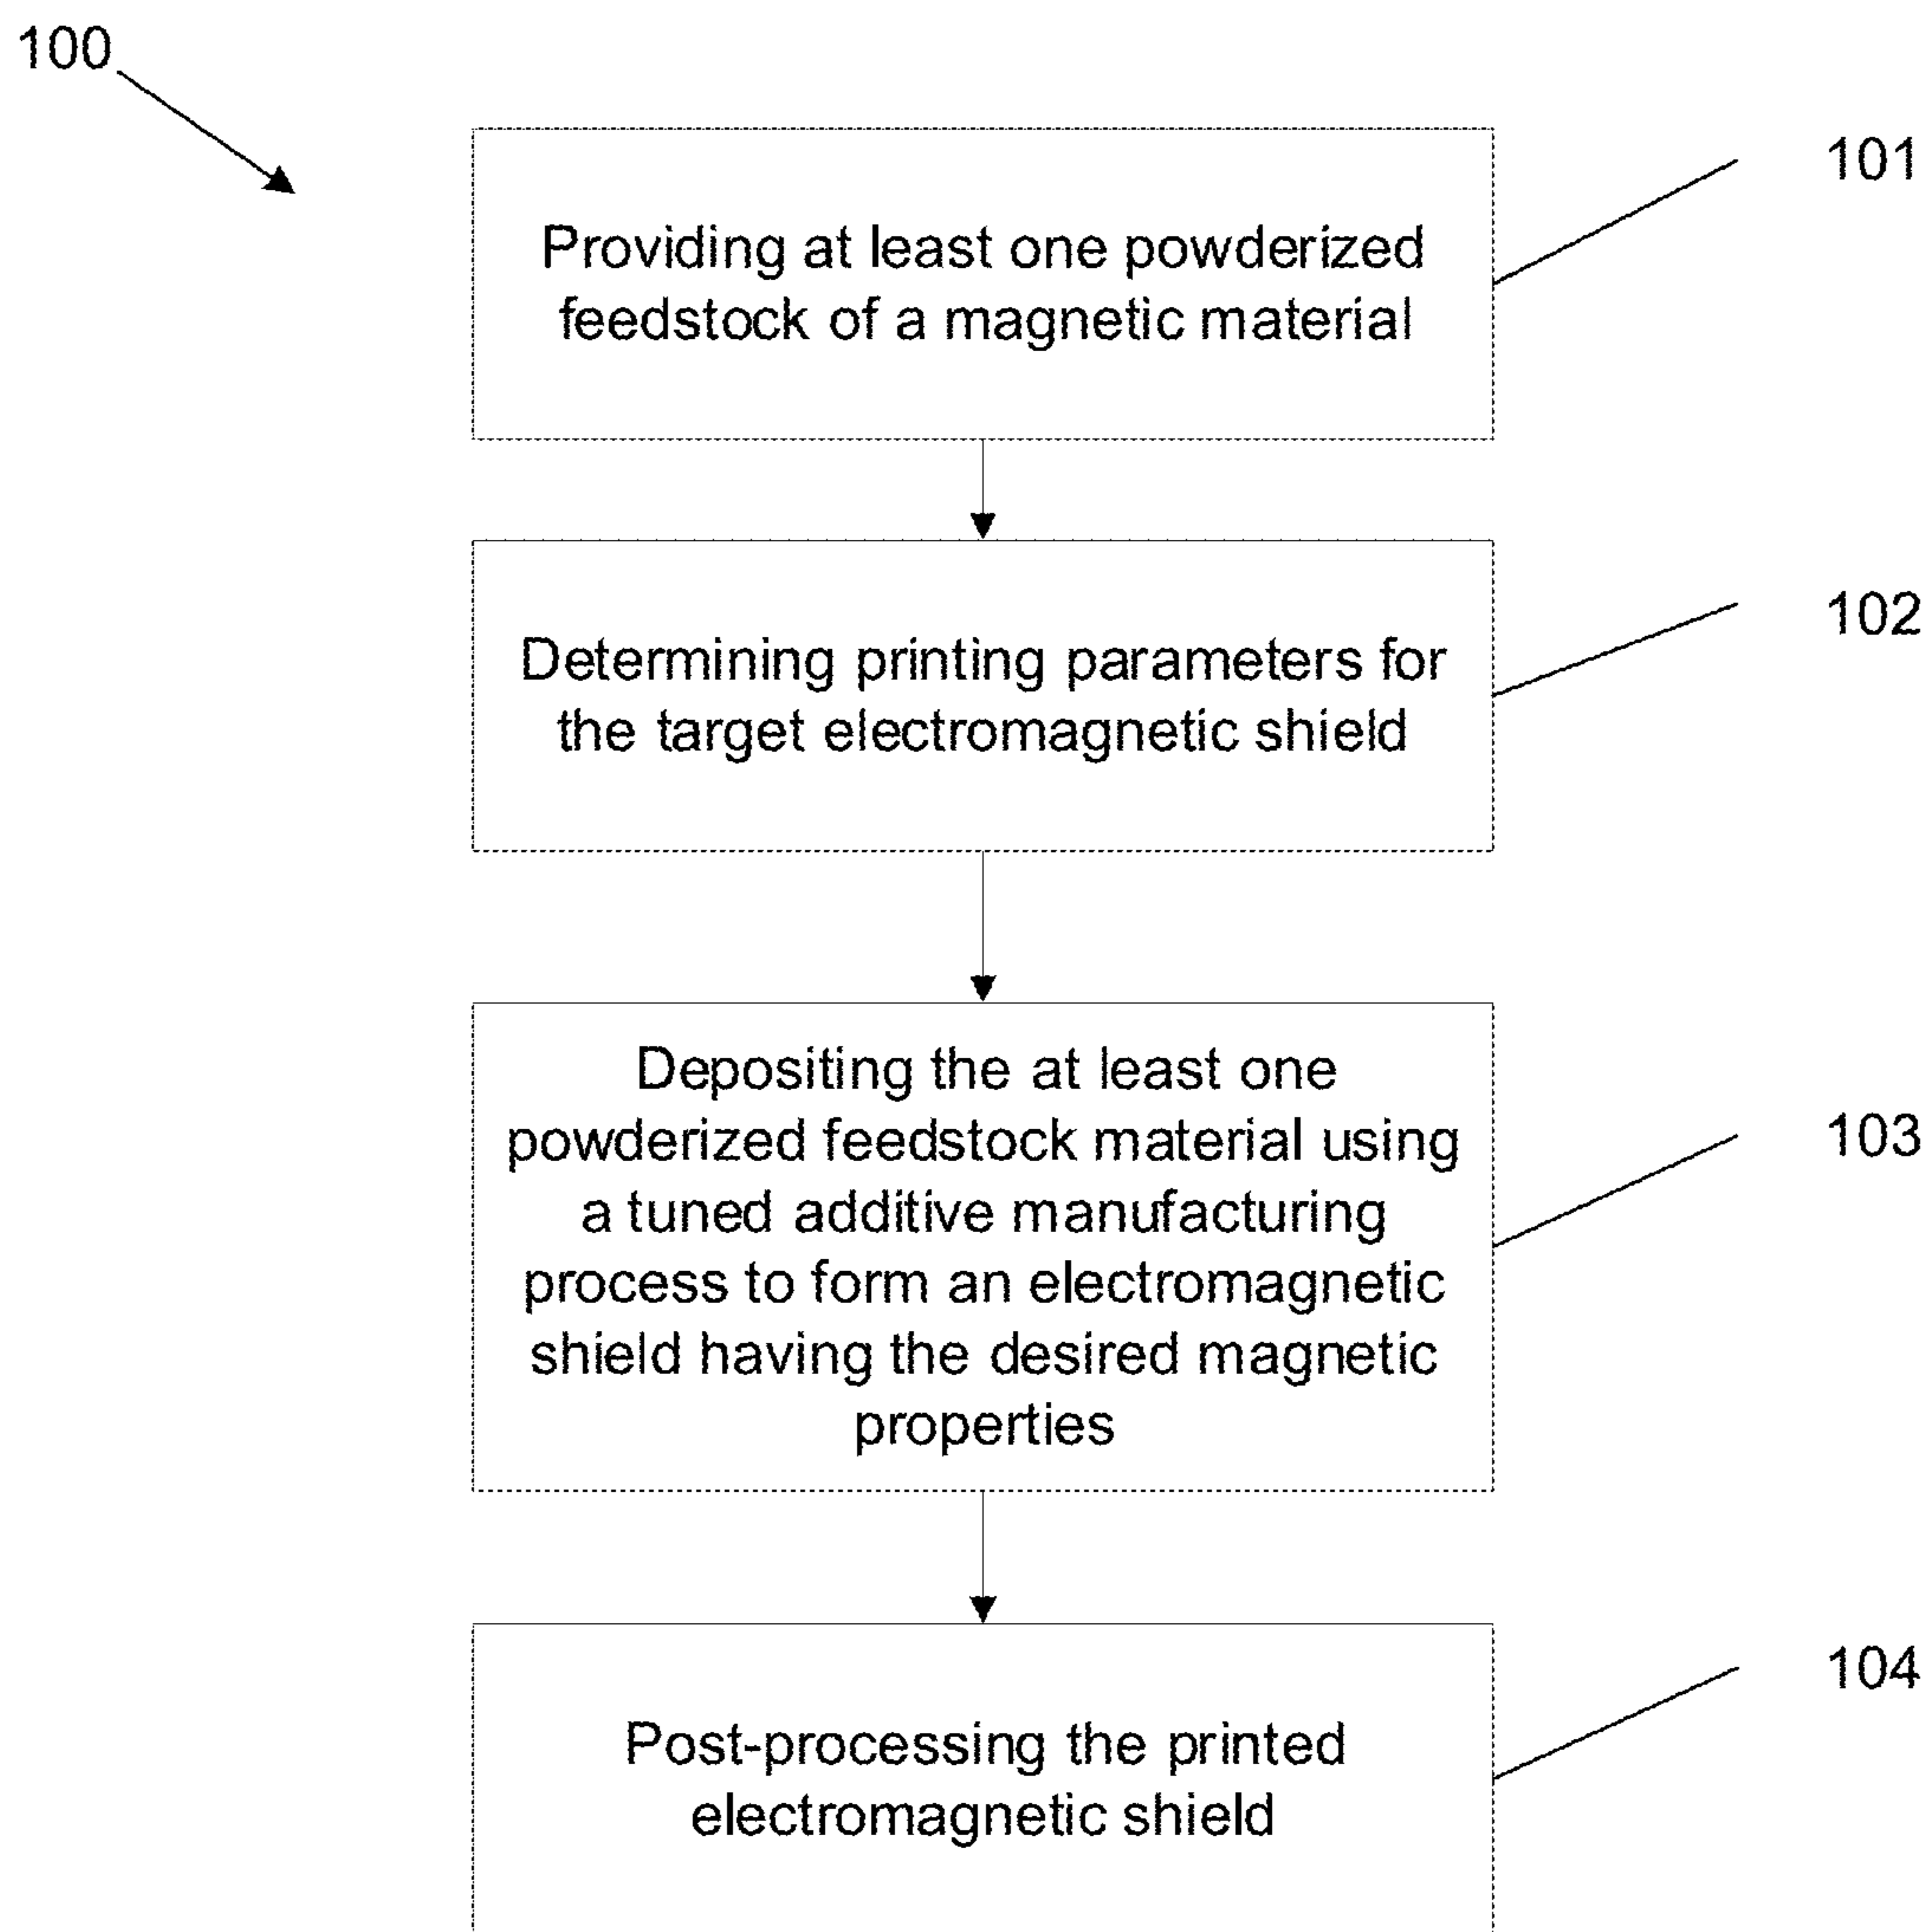 100
101
Providing at least one powderized
feedstock of a magnetic material
102
Determining printing parameters for
the target electromagnetic shield
Depositing the at least one
powderized feedstock material using
103
a tuned additive manufacturing
process to form an electromagnetic
shield having the desired magnetic
properties
104
Post-processing the printed
electromagnetic shield